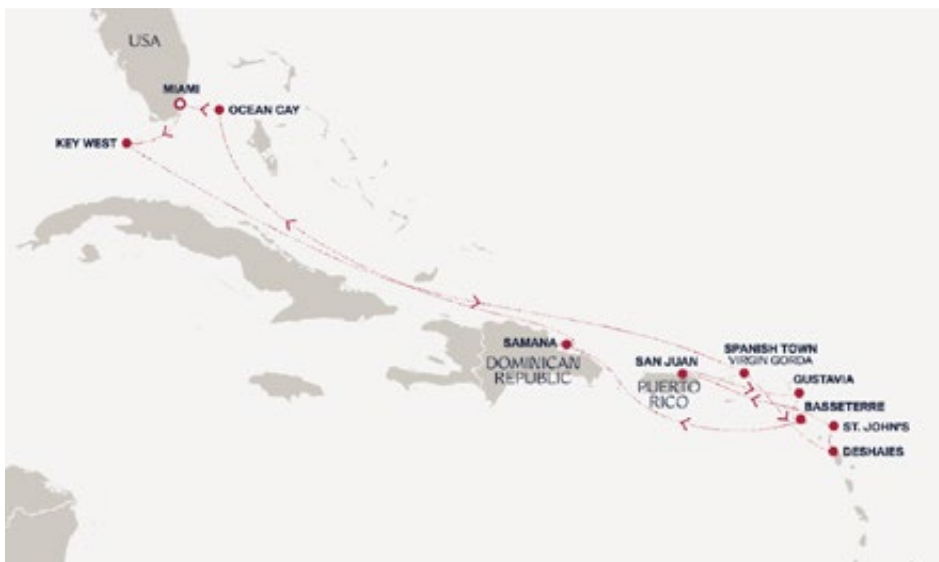 USA
MIAMI
OCEAN CAY
KEY WEST
SAMANA
DOMINICAN
REPUBLIC
SAN JUAN
PUERTO
RICO
SPANISH TOWN
VIRGIN GORDA
GUSTAVIA
BASSETERRE
ST. JOHN'S
DESHAIES